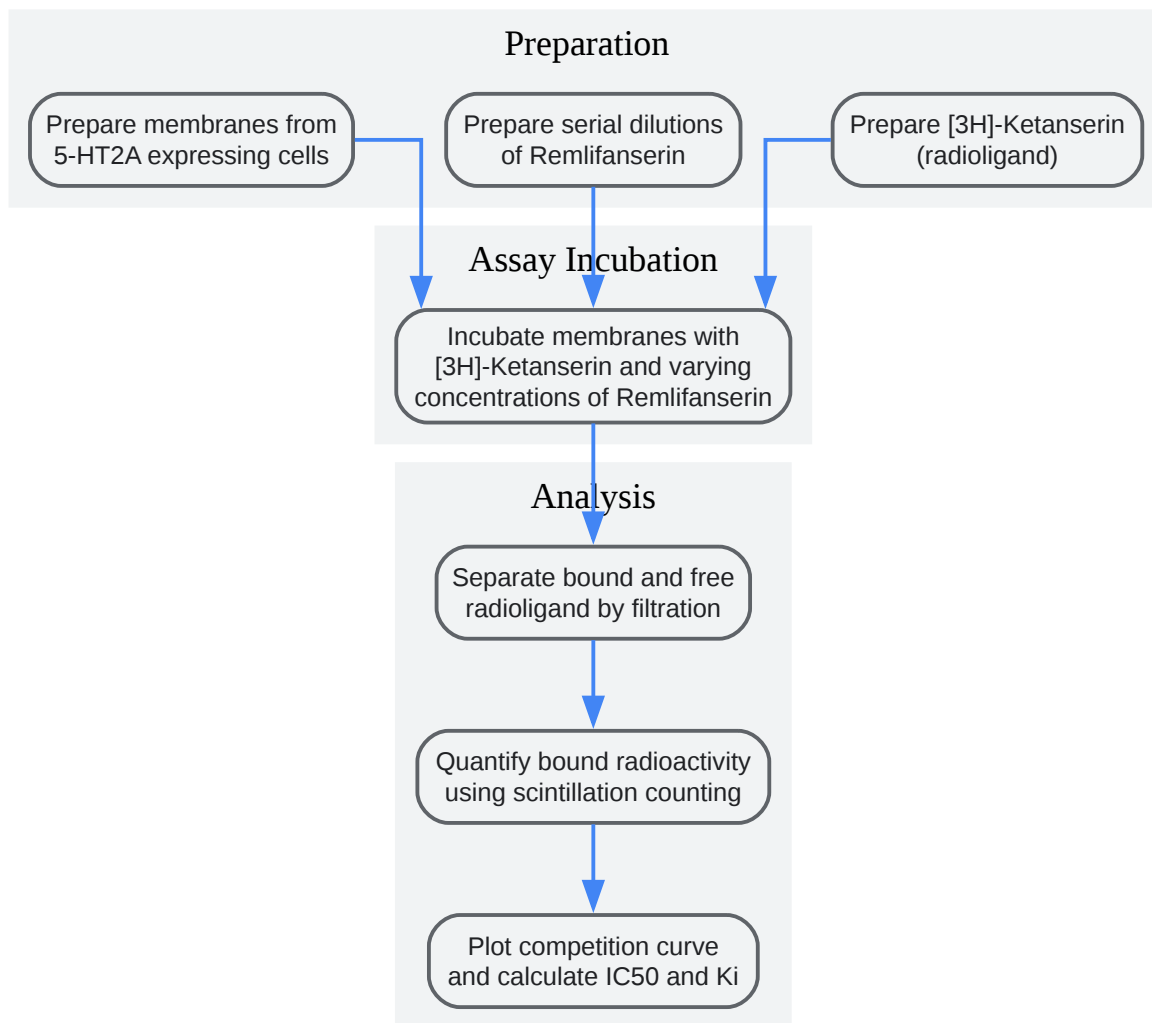 Preparation
Prepare membranes from
5-HT2A expressing cells
Prepare serial dilutions
of Remlifanserin
Prepare [3H]-Ketanserin
(radioligand)
Assay Incubation
Incubate membranes with
[3H]-Ketanserin and varying
concentrations of Remlifanserin
Analysis
Separate bound and free
radioligand by filtration
Quantify bound radioactivity
using scintillation counting
Plot competition curve
and calculate IC50 and Ki